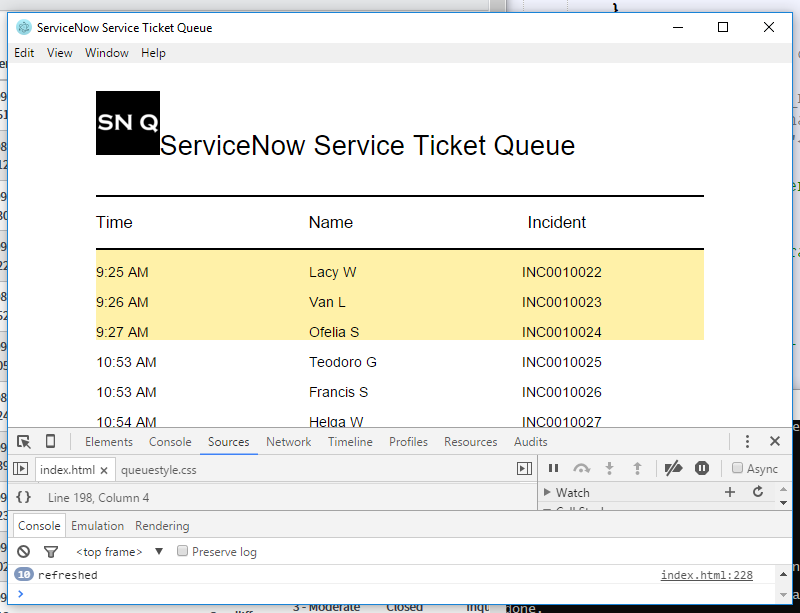 ServiceNow Service Ticket Queue
Edit View Window Help
SN Q
ServiceNow Service Ticket Queue
Time Name Incident
9:25 AM Lacy W INC0010022
9:26 AM Van L INC0010023
9:27 AM Ofelia S INC0010024
10:53 AM Teodoro G INC0010025
10:53 AM Francis S INC0010026
10:54 AM Helga W INC0010027
Elements Console Sources Network Timeline Profiles Resources Audits
index.html × queuestyle.css
Async
{} Line 198, Column 4
Watch
Console Emulation Rendering
<top frame> ▼ Preserve log
10 refreshed index.html:228
>
3 - Moderate Closed
done.